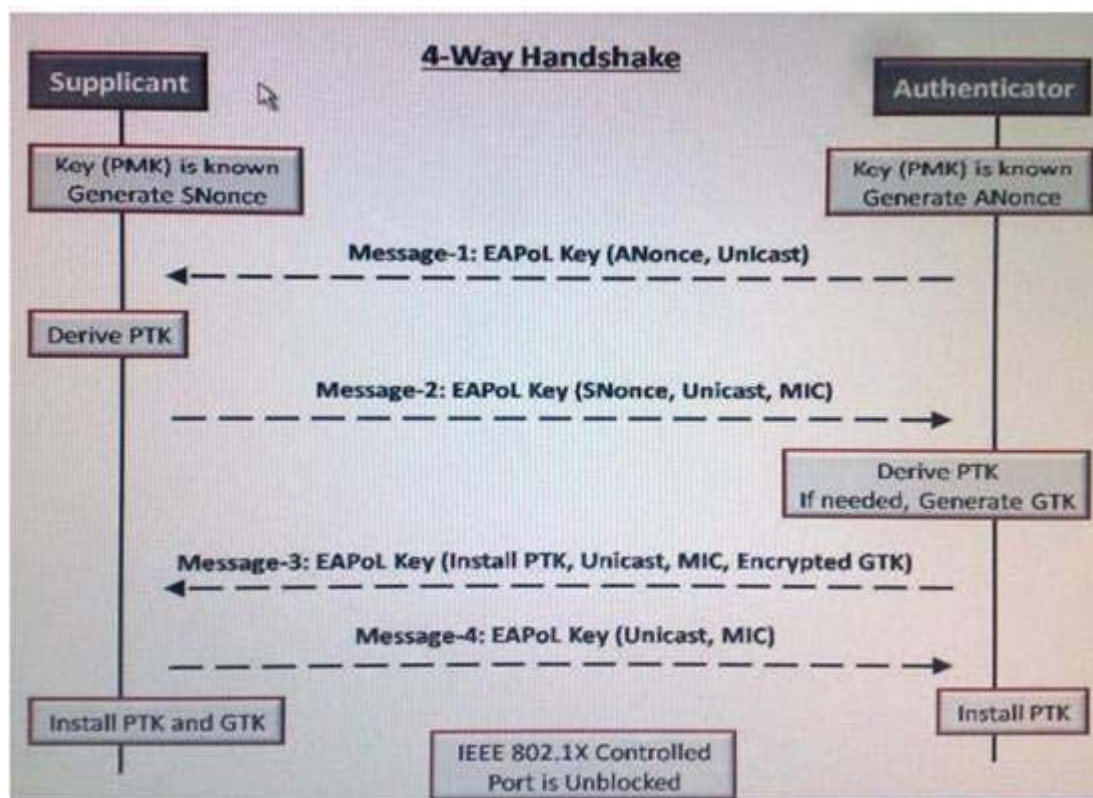 4-Way Handshake
Supplicant
Authenticator
Key (PMK) is known
Generate SNonce
Key (PMK) is known
Generate ANonce
Message-1: EAPoL Key (ANonce, Unicast)
Derive PTK
Message-2: EAPoL Key (SNonce, Unicast, MIC)
Derive PTK
If needed, Generate GTK
Message-3: EAPoL Key (Install PTK, Unicast, MIC, Encrypted GTK)
Message-4: EAPoL Key (Unicast, MIC)
Install PTK and GTK
Install PTK
IEEE 802.1X Controlled
Port is Unblocked